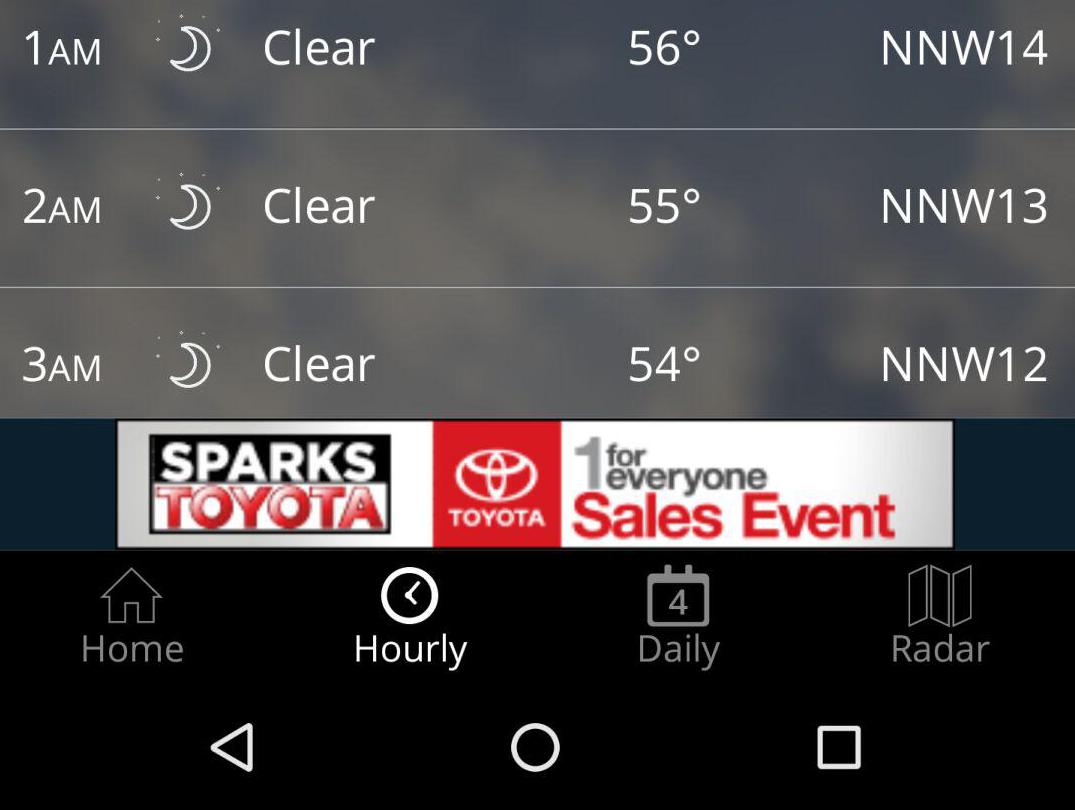 1AM Clear 56° NNW14
2AM Clear 55° NNW13
3AM Clear 54° NNW12
SPARKS
TOYOTA
TOYOTA
1 for
everyone
Sales Event
4
Home Hourly Daily Radar